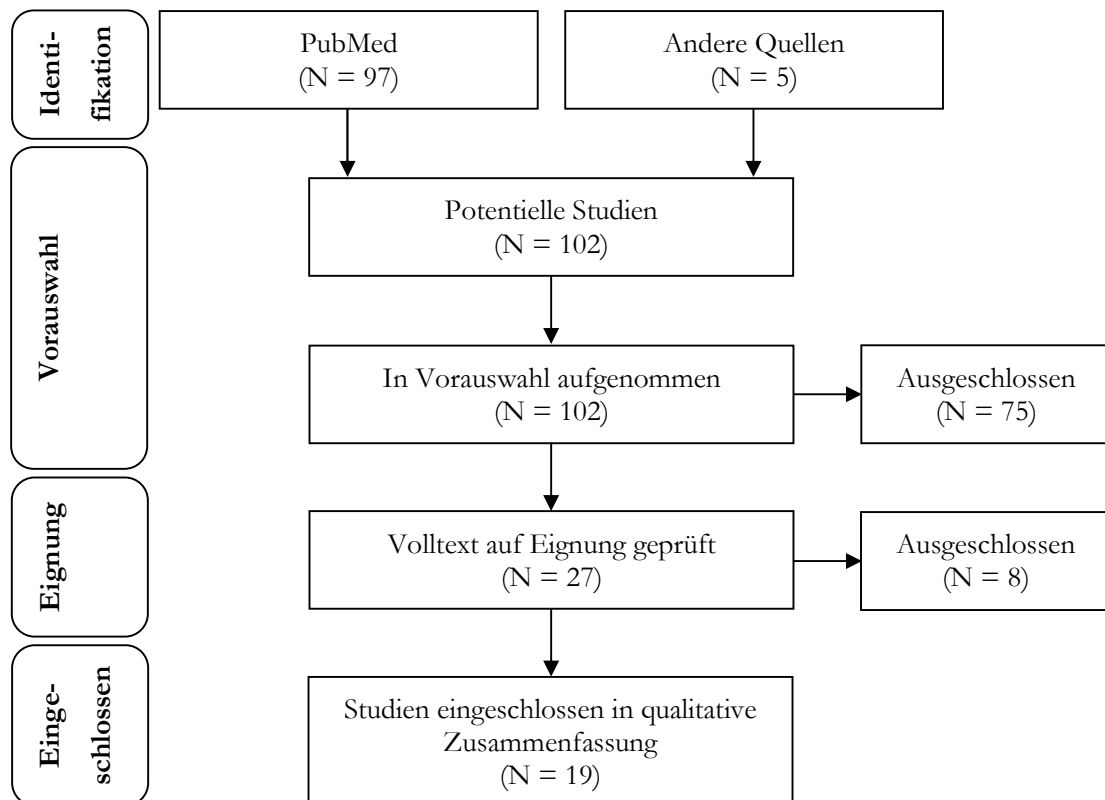 Identi-
fikation
PubMed
(N = 97)
Andere Quellen
(N = 5)
Vorauswahl
Potentielle Studien
(N = 102)
In Vorauswahl aufgenommen
(N = 102)
Ausgeschlossen
(N = 75)
Eignung
Volltext auf Eignung geprüft
(N = 27)
Ausgeschlossen
(N = 8)
Einge-
schlossen
Studien eingeschlossen in qualitative
Zusammenfassung
(N = 19)